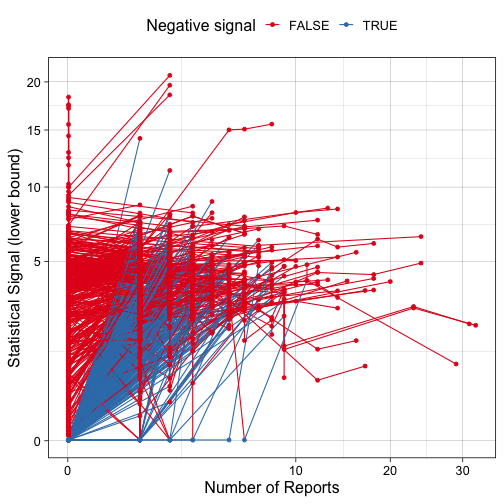 Negative signal FALSE TRUE
20
15
10
5
0
Statistical Signal (lower bound)
0 10 20 30
Number of Reports